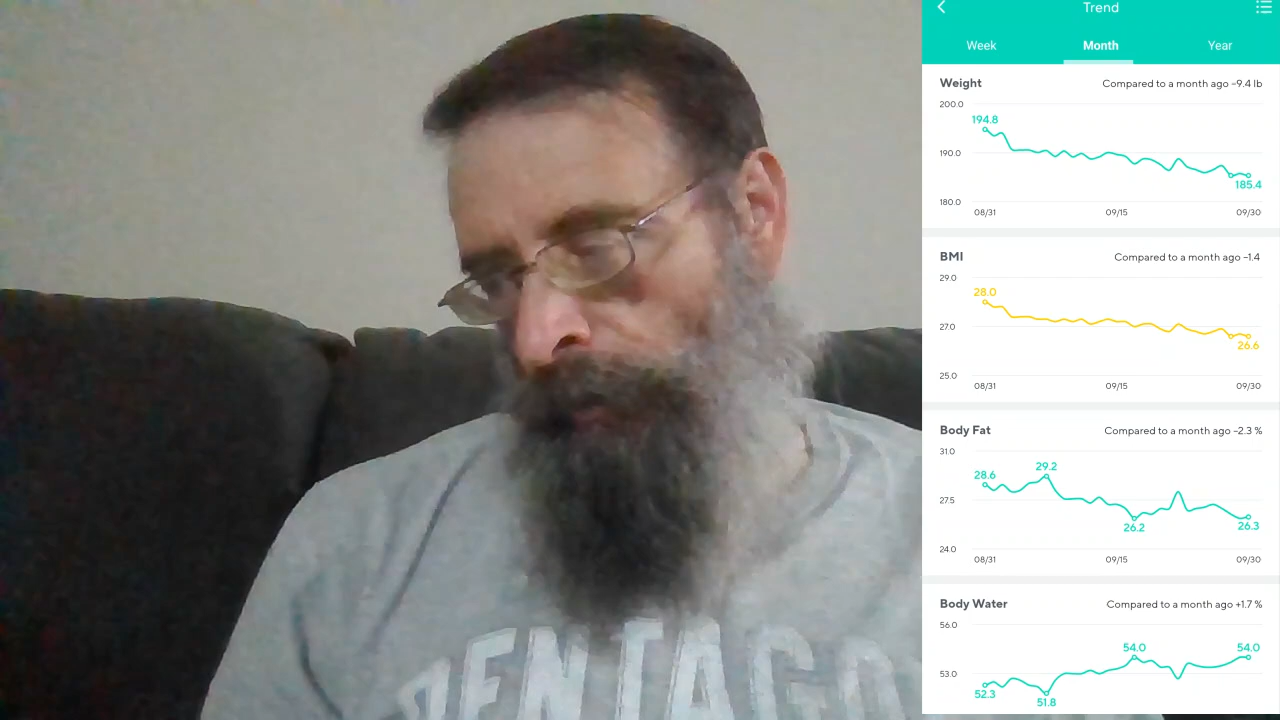 Trend
Week Month Year
Weight Compared to a month ago -9.4 lb
200.0
194.8
190.0
185.4
180.0
08/31 09/15 09/30
BMI Compared to a month ago -1.4
29.0
28.0
27.0
26.6
25.0
08/31 09/15 09/30
Body Fat Compared to a month ago -2.3 %
31.0
29.2
28.6
27.5
26.2 26.3
24.0
08/31 09/15 09/30
Body Water Compared to a month ago +1.7 %
56.0
54.0 54.0
53.0
52.3
51.8
PENTAGO